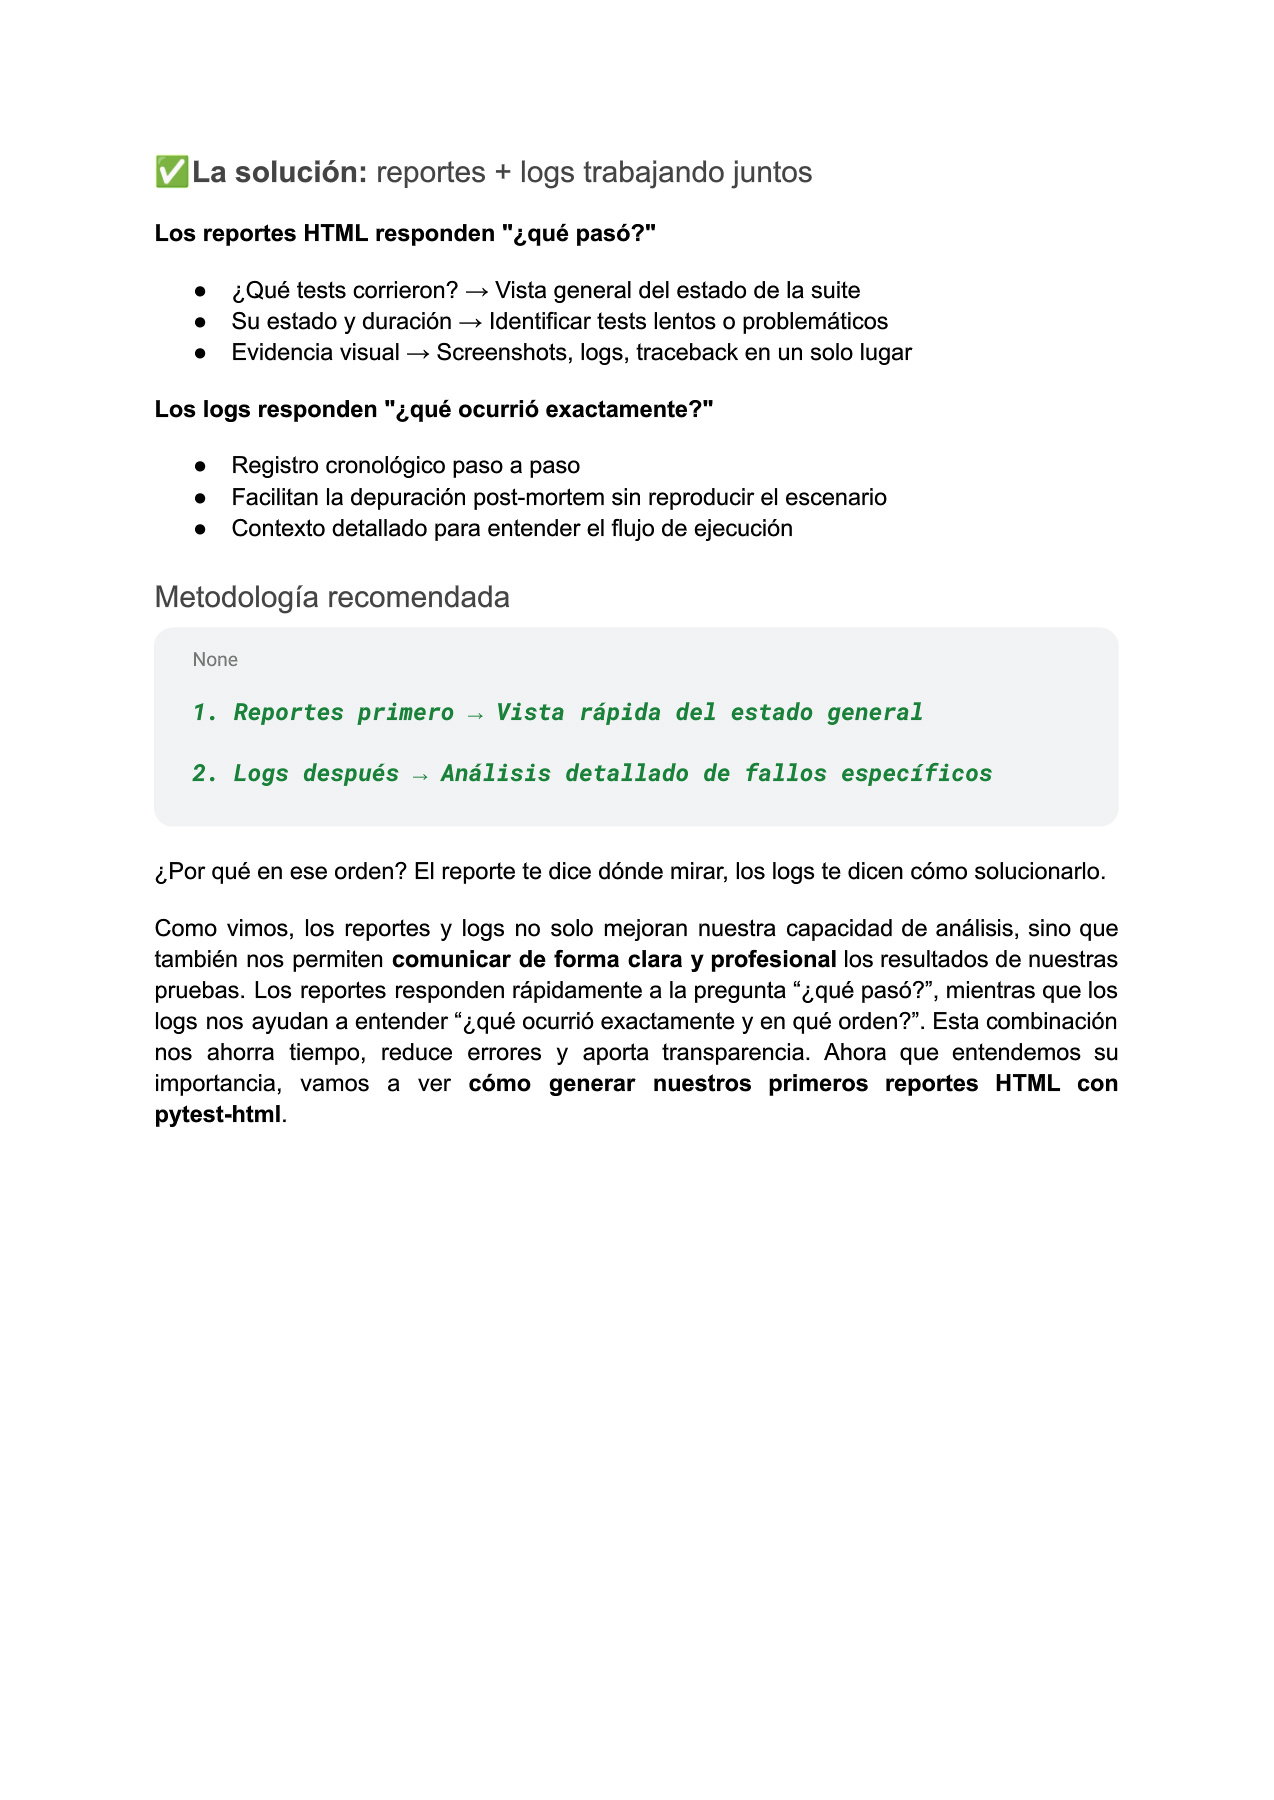 ✅La solución: reportes + logs trabajando juntos
Los reportes HTML responden "¿qué pasó?"
● ¿Qué tests corrieron? → Vista general del estado de la suite
● Su estado y duración → Identificar tests lentos o problemáticos
● Evidencia visual → Screenshots, logs, traceback en un solo lugar
Los logs responden "¿qué ocurrió exactamente?"
● Registro cronológico paso a paso
● Facilitan la depuración post-mortem sin reproducir el escenario
● Contexto detallado para entender el flujo de ejecución
Metodología recomendada
None
1. Reportes primero → Vista rápida del estado general
2. Logs después → Análisis detallado de fallos específicos
¿Por qué en ese orden? El reporte te dice dónde mirar, los logs te dicen cómo solucionarlo.
Como vimos, los reportes y logs no solo mejoran nuestra capacidad de análisis, sino que
también nos permiten comunicar de forma clara y profesional los resultados de nuestras
pruebas. Los reportes responden rápidamente a la pregunta “¿qué pasó?”, mientras que los
logs nos ayudan a entender “¿qué ocurrió exactamente y en qué orden?”. Esta combinación
nos ahorra tiempo, reduce errores y aporta transparencia. Ahora que entendemos su
importancia, vamos a ver cómo generar nuestros primeros reportes HTML con
pytest-html.